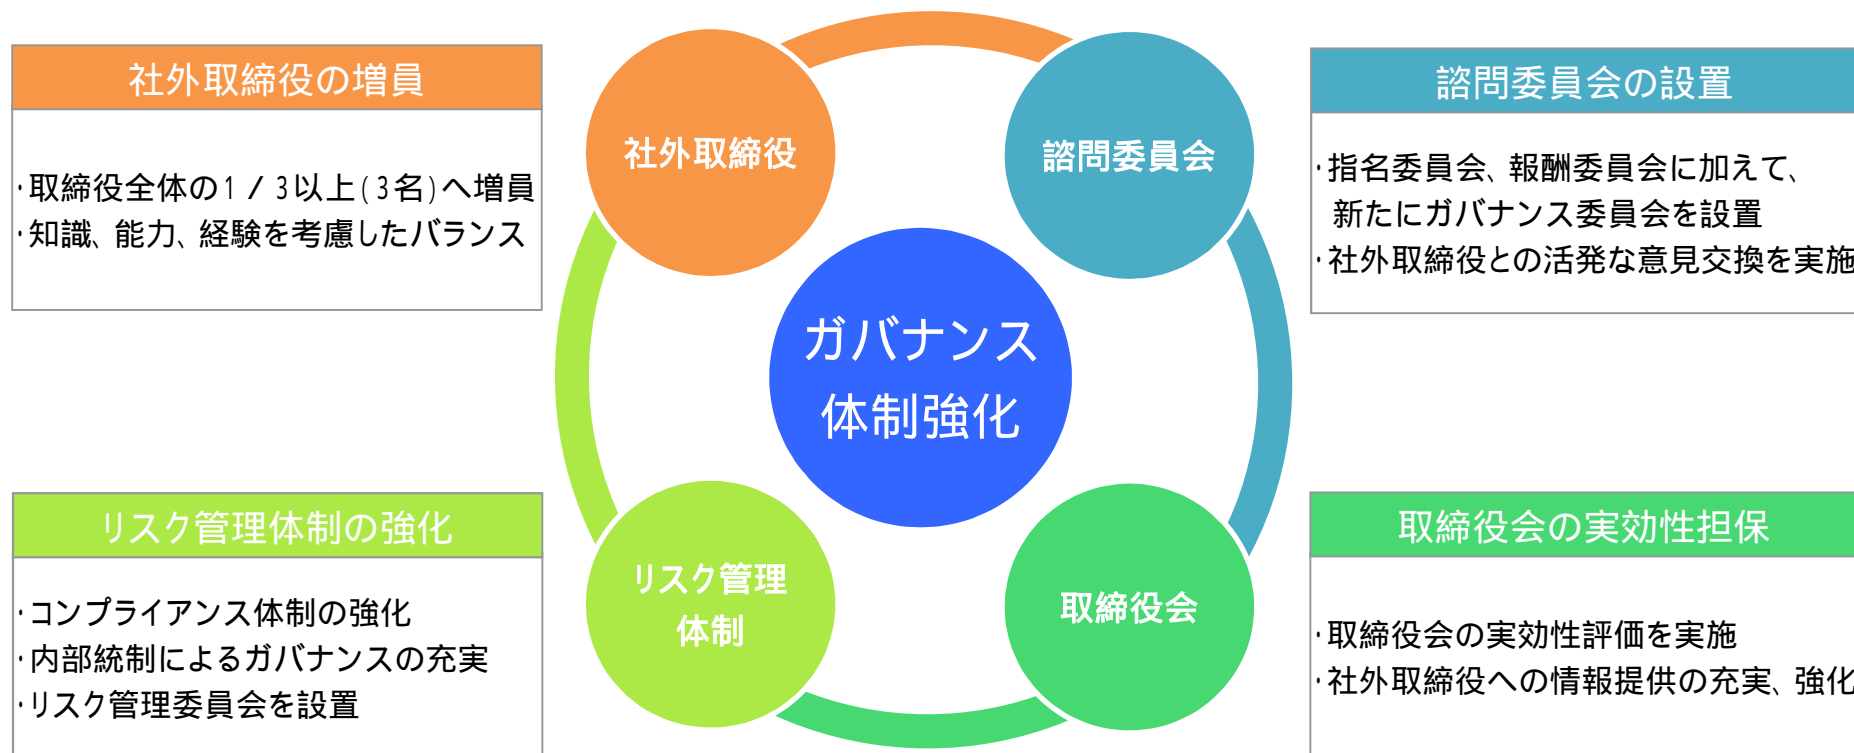 社外取締役の増員
・取締役全体の1/3以上(3名)へ増員
・知識、能力、経験を考慮したバランス
社外取締役
諮問委員会
諮問委員会の設置
・指名委員会、報酬委員会に加えて、
新たにガバナンス委員会を設置
・社外取締役との活発な意見交換を実施
ガバナンス
体制強化
リスク管理体制の強化
・コンプライアンス体制の強化
・内部統制によるガバナンスの充実
・リスク管理委員会を設置
リスク管理
体制
取締役会
取締役会の実効性担保
・取締役会の実効性評価を実施
・社外取締役への情報提供の充実、強化